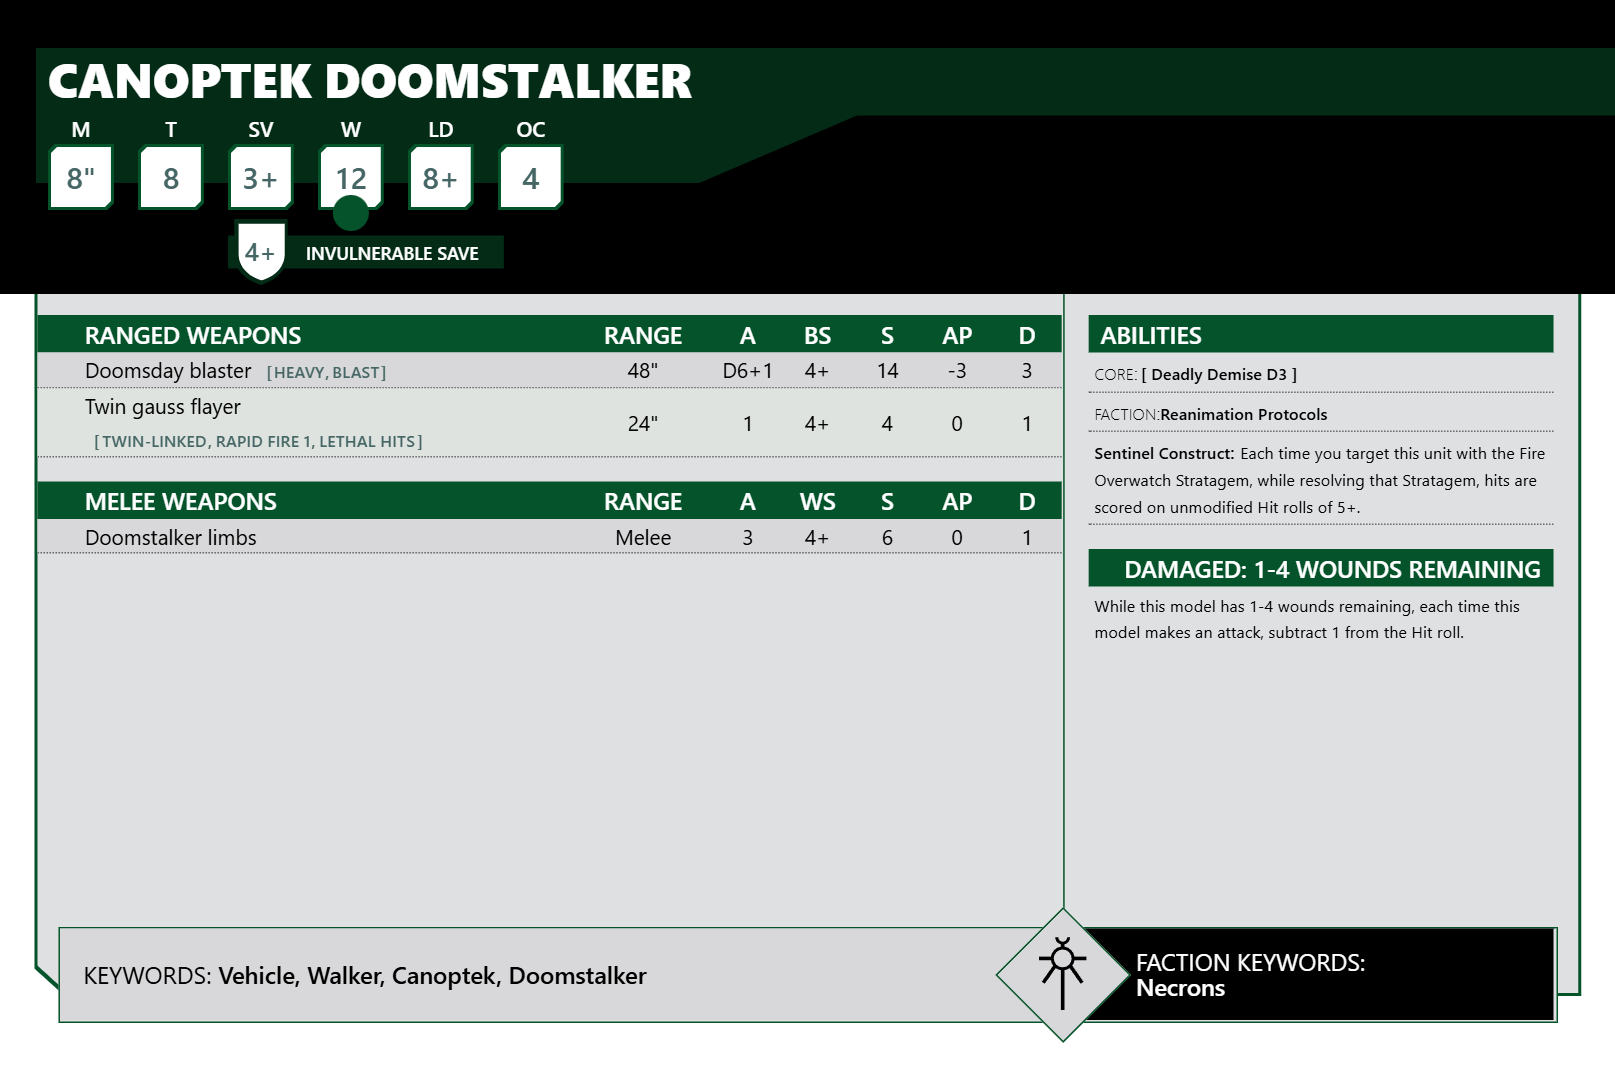 CANOPTEK DOOMSTALKER
M T SV W LD OC
8" 8 3+ 12 8+ 4
4+ INVULNERABLE SAVE
RANGED WEAPONS RANGE A BS S AP D
Doomsday blaster [HEAVY, BLAST] 48" D6+1 4+ 14 -3 3
Twin gauss flayer
[TWIN-LINKED, RAPID FIRE 1, LETHAL HITS] 24" 1 4+ 4 0 1
MELEE WEAPONS RANGE A WS S AP D
Doomstalker limbs Melee 3 4+ 6 0 1
ABILITIES
CORE: [ Deadly Demise D3 ]
FACTION:Reanimation Protocols
Sentinel Construct: Each time you target this unit with the Fire
Overwatch Stratagem, while resolving that Stratagem, hits are
scored on unmodified Hit rolls of 5+.
DAMAGED: 1-4 WOUNDS REMAINING
While this model has 1-4 wounds remaining, each time this
model makes an attack, subtract 1 from the Hit roll.
KEYWORDS: Vehicle, Walker, Canoptek, Doomstalker
FACTION KEYWORDS:
Necrons